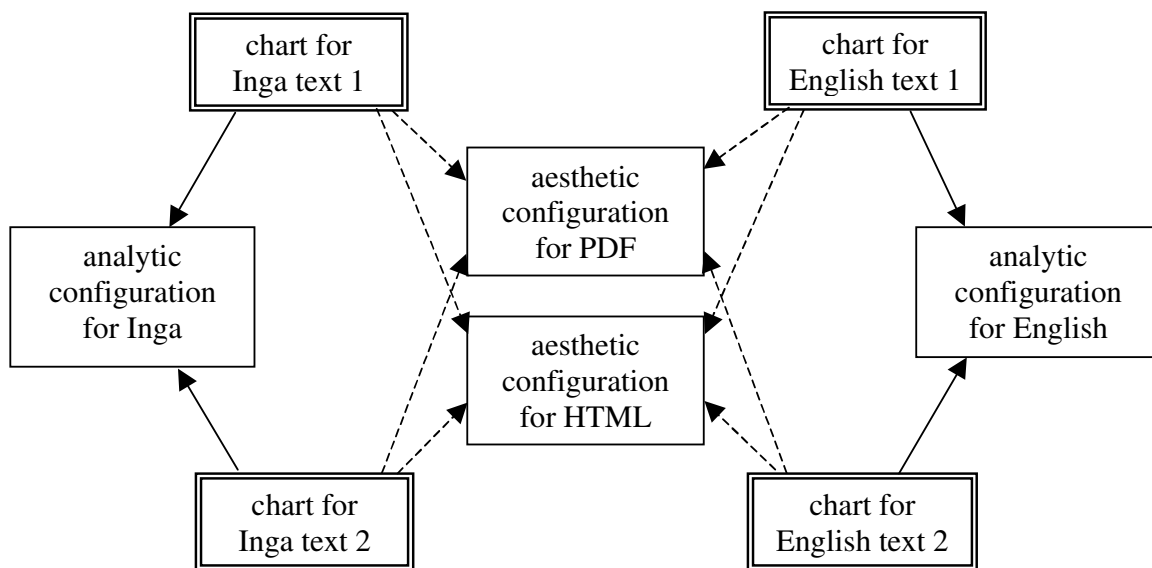 chart for
Inga text 1
chart for
English text 1
aesthetic
configuration
for PDF
analytic
configuration
for Inga
analytic
configuration
for English
aesthetic
configuration
for HTML
chart for
Inga text 2
chart for
English text 2